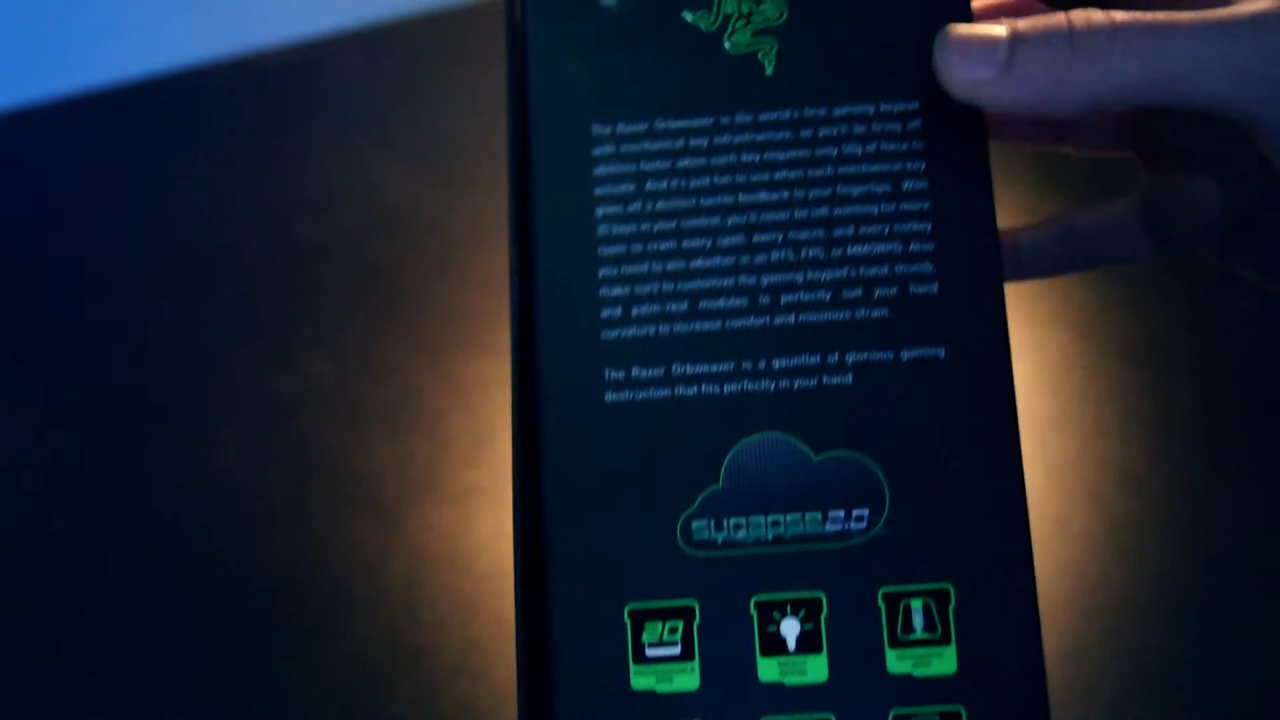 The Razer Orbweaver is the world's first gaming keypad
with mechanical key infrastructure, so you'll be firing off
abilities faster when each key requires only 50g of force to
actuate. And it's just fun to use when each mechanical key
gives off a distinct tactile feedback to your fingertips. With
keys in your control, you'll never be left wanting for more
room to cram every spell, every macro, and every hotkey
you need to win whether in an RTS, FPS, or MMORPG. Also
make sure to customize the gaming keypad's hand, thumb,
and palm-rest modules to perfectly suit your hand
curvature to increase comfort and minimize strain.
The Razer Orbweaver is a gauntlet of glorious gaming
destruction that fits perfectly in your hand
synapse 2.0
20